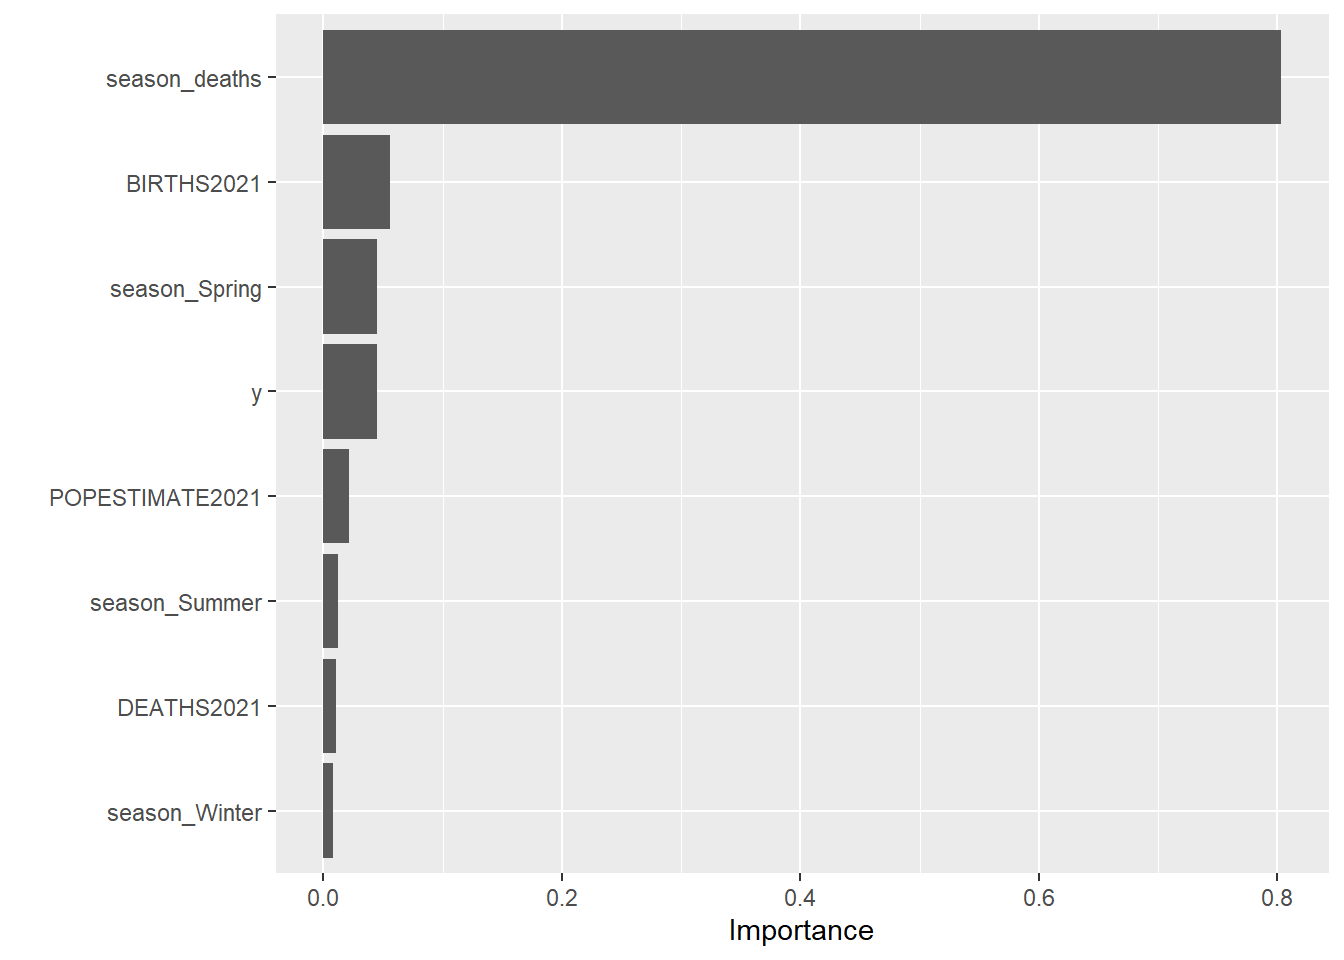 season_deaths
BIRTHS2021
season_Spring
y
POPESTIMATE2021
season_Summer
DEATHS2021
season_Winter
0.0 0.2 0.4 0.6 0.8
Importance